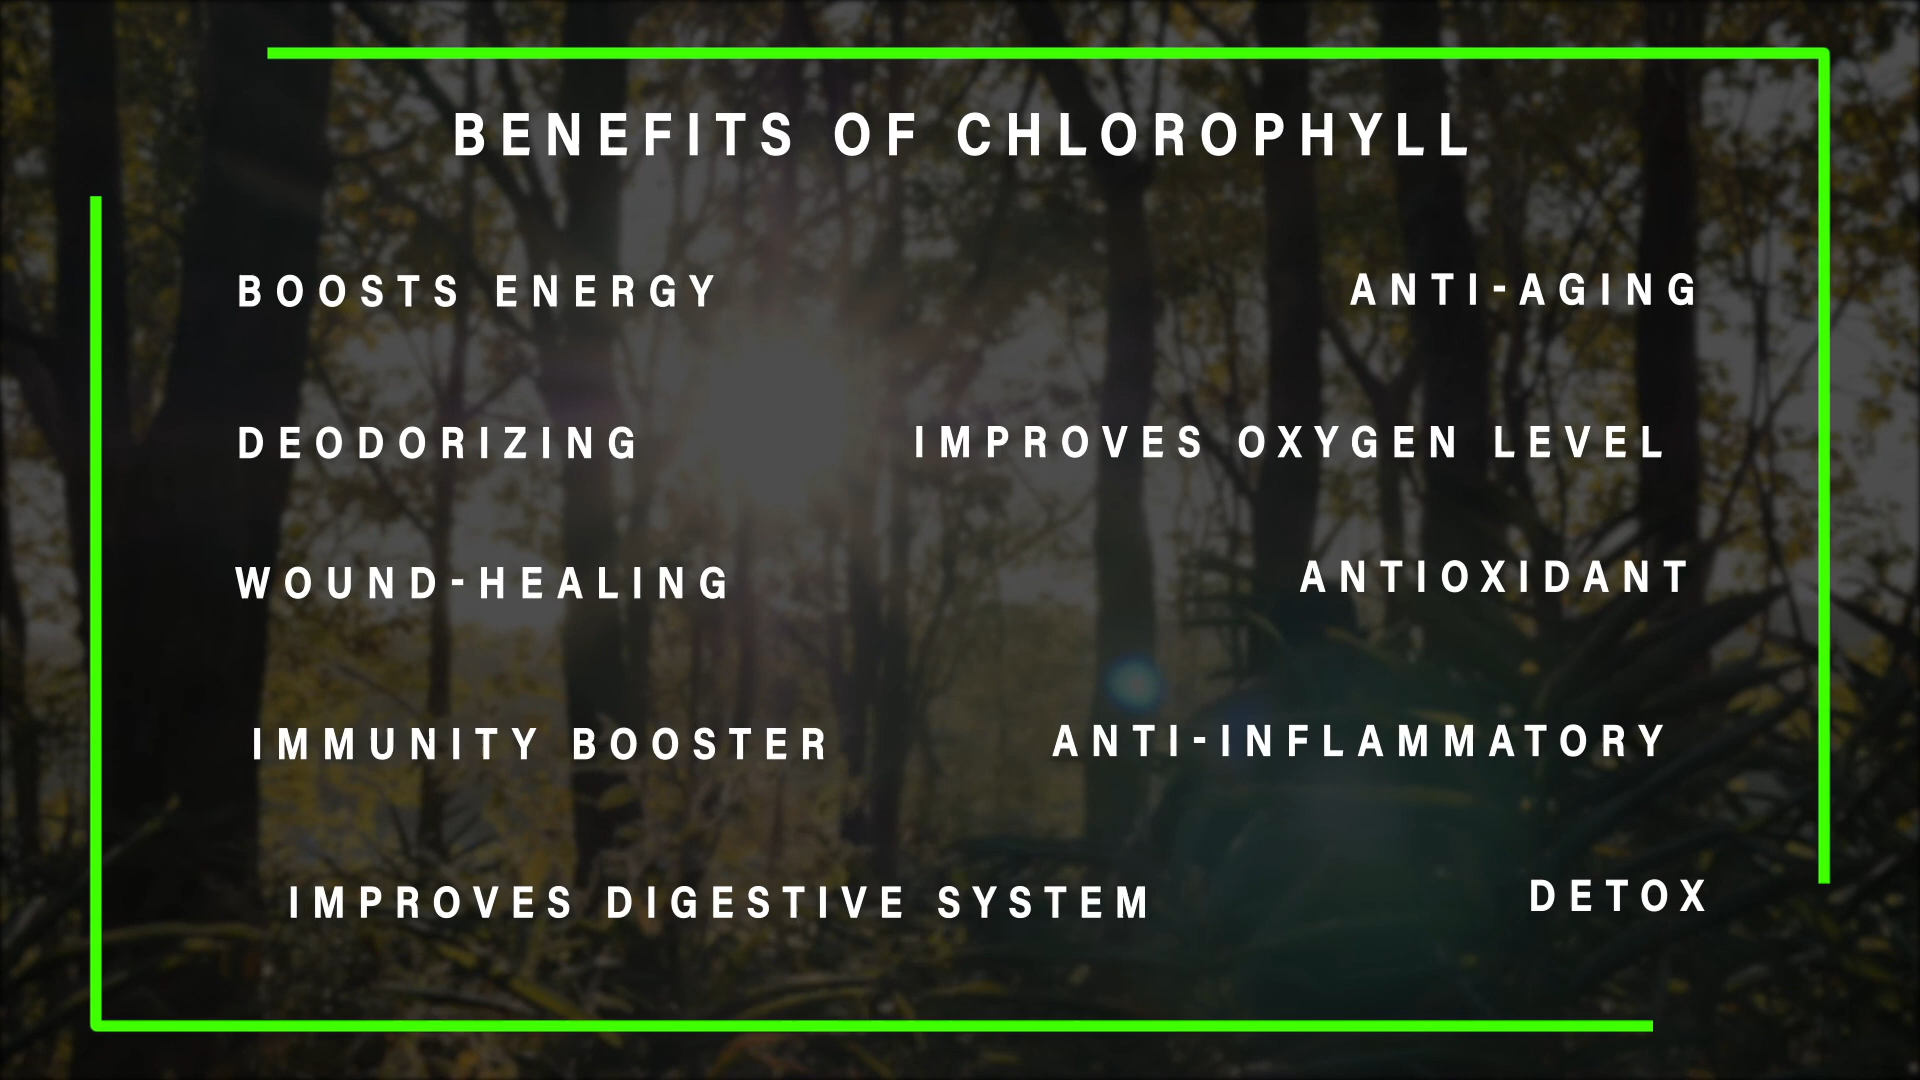 BENEFITS OF CHLOROPHYLL
BOOSTS ENERGY
ANTI-AGING
DEODORIZING
IMPROVES OXYGEN LEVEL
WOUND-HEALING
ANTIOXIDANT
IMMUNITY BOOSTER
ANTI-INFLAMMATORY
IMPROVES DIGESTIVE SYSTEM
DETOX